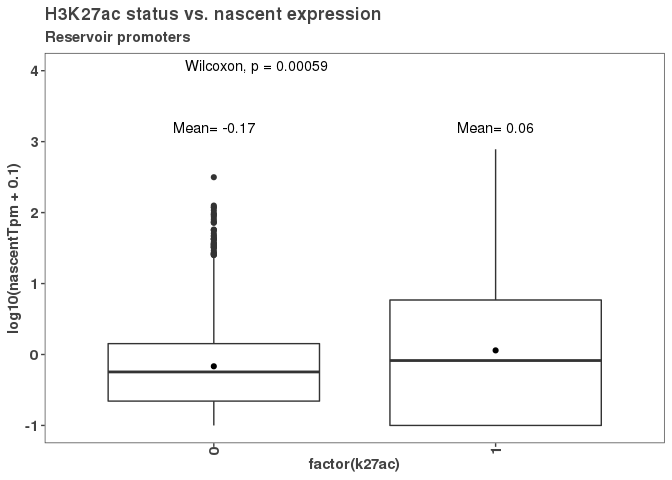 H3K27ac status vs. nascent expression
Reservoir promoters
Wilcoxon, p = 0.00059
Mean= -0.17
Mean= 0.06
log10(nascentTpm + 0.1)
4
3
2
1
0
-1
0
1
factor(k27ac)